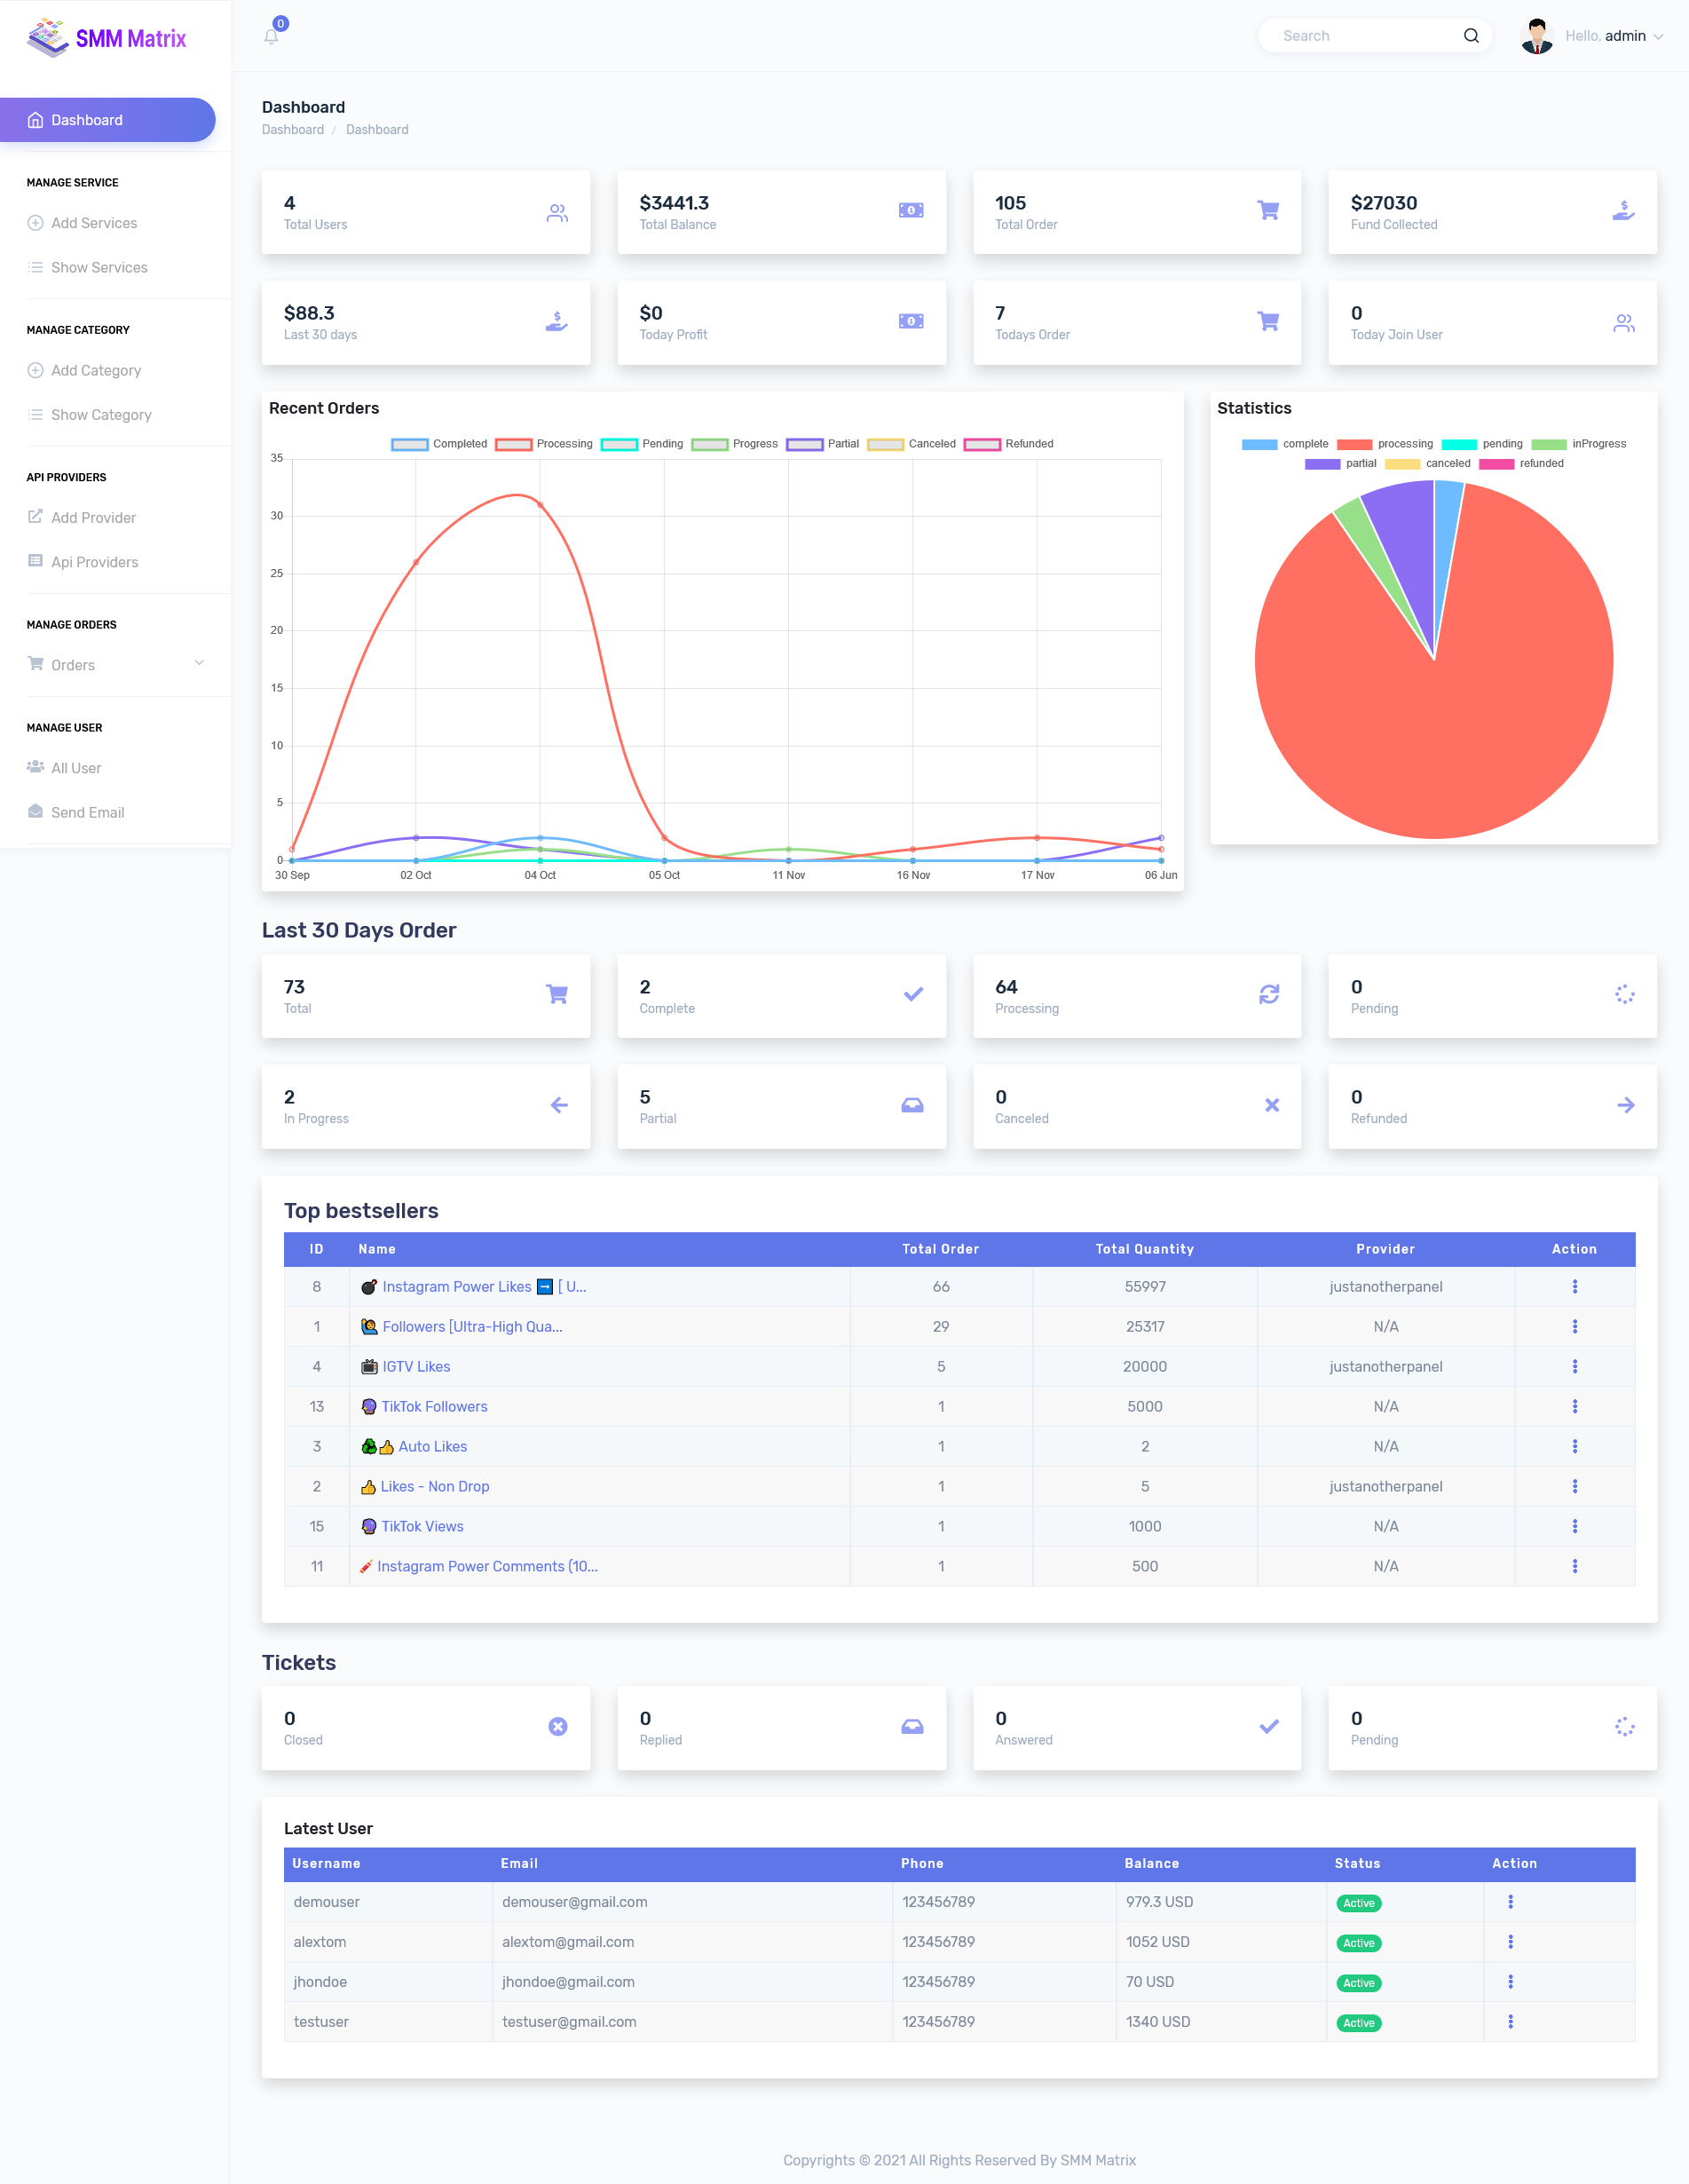 SMM Matrix
0
Search
Hello, admin
Dashboard
MANAGE SERVICE
Add Services
Show Services
MANAGE CATEGORY
Add Category
Show Category
API PROVIDERS
Add Provider
Api Providers
MANAGE ORDERS
Orders
MANAGE USER
All User
Send Email
Dashboard
Dashboard / Dashboard
4
Total Users
$3441.3
Total Balance
105
Total Order
$27030
Fund Collected
$88.3
Last 30 days
$0
Today Profit
7
Todays Order
0
Today Join User
Recent Orders
Completed Processing Pending Progress Partial Canceled Refunded
35
30
25
20
15
10
5
0
30 Sep 02 Oct 04 Oct 05 Oct 11 Nov 16 Nov 17 Nov 06 Jun
Statistics
complete processing pending inProgress
partial canceled refunded
Last 30 Days Order
73
Total
2
Complete
64
Processing
0
Pending
2
In Progress
5
Partial
0
Canceled
0
Refunded
Top bestsellers
ID Name Total Order Total Quantity Provider Action
8 💣 Instagram Power Likes ➡️ [ U... 66 55997 justanotherpanel
1 🙋 Followers [Ultra-High Qua... 29 25317 N/A
4 📺 IGTV Likes 5 20000 justanotherpanel
13 🔮 TikTok Followers 1 5000 N/A
3 ♻👍 Auto Likes 1 2 N/A
2 👍 Likes - Non Drop 1 5 justanotherpanel
15 🔮 TikTok Views 1 1000 N/A
11 🧨 Instagram Power Comments (10... 1 500 N/A
Tickets
0
Closed
0
Replied
0
Answered
0
Pending
Latest User
Username Email Phone Balance Status Action
demouser demouser@gmail.com 123456789 979.3 USD Active
alextom alextom@gmail.com 123456789 1052 USD Active
jhondoe jhondoe@gmail.com 123456789 70 USD Active
testuser testuser@gmail.com 123456789 1340 USD Active
Copyrights © 2021 All Rights Reserved By SMM Matrix